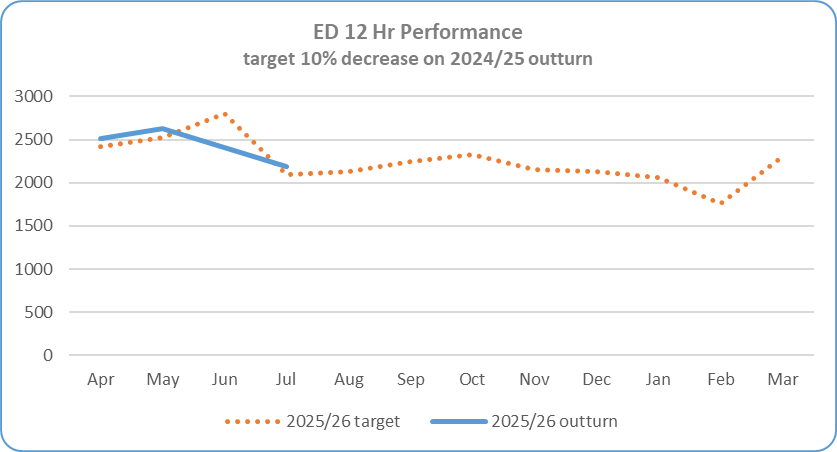 ED 12 Hr Performance
target 10% decrease on 2024/25 outturn
3000
2500
2000
1500
1000
500
0
Apr May Jun Jul Aug Sep Oct Nov Dec Jan Feb Mar
2025/26 target 2025/26 outturn